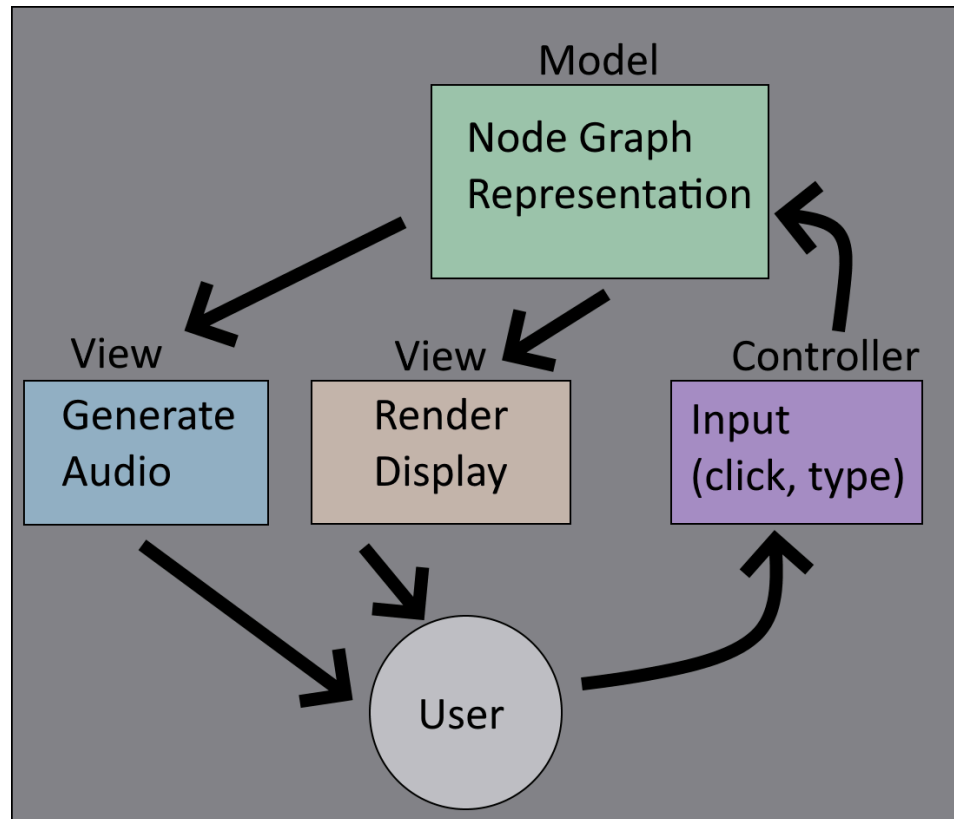 Model
Node Graph
Representation
View
Generate
Audio
View
Render
Display
Controller
Input
(click, type)
User